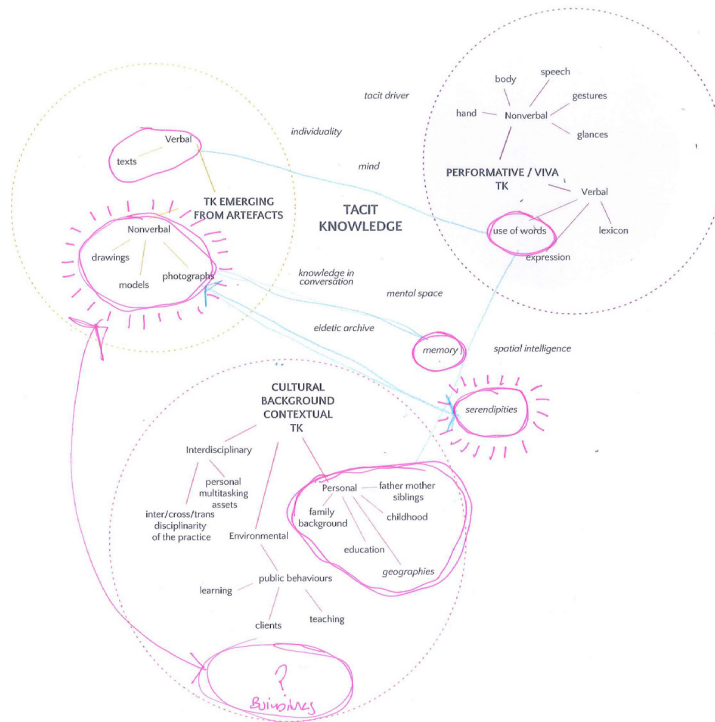 tacit driver
individuality
mind
TACIT
KNOWLEDGE
knowledge in
conversation
mental space
eidetic archive
memory
spatial intelligence
serendipities
Verbal
texts
TK EMERGING
FROM ARTEFACTS
Nonverbal
drawings
models
photographs
body
speech
hand
Nonverbal
gestures
glances
PERFORMATIVE / VIVA
TK
Verbal
use of words
lexicon
expression
CULTURAL
BACKGROUND
CONTEXTUAL
TK
Interdisciplinary
personal
multitasking
assets
inter/cross/trans
disciplinarity
of the practice
Environmental
public behaviours
learning
clients
teaching
Personal
father mother
siblings
family
background
childhood
education
geographies
?